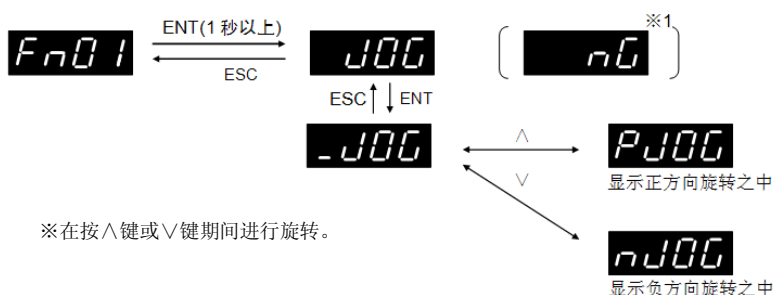 ※1
ENT(1 秒以上)
Fn01
JOG
nG
ESC
ESC
ENT
_JOG
∧
PJOG
显示正方向旋转之中
∨
※在按∧键或∨键期间进行旋转。
nJOG
显示负方向旋转之中